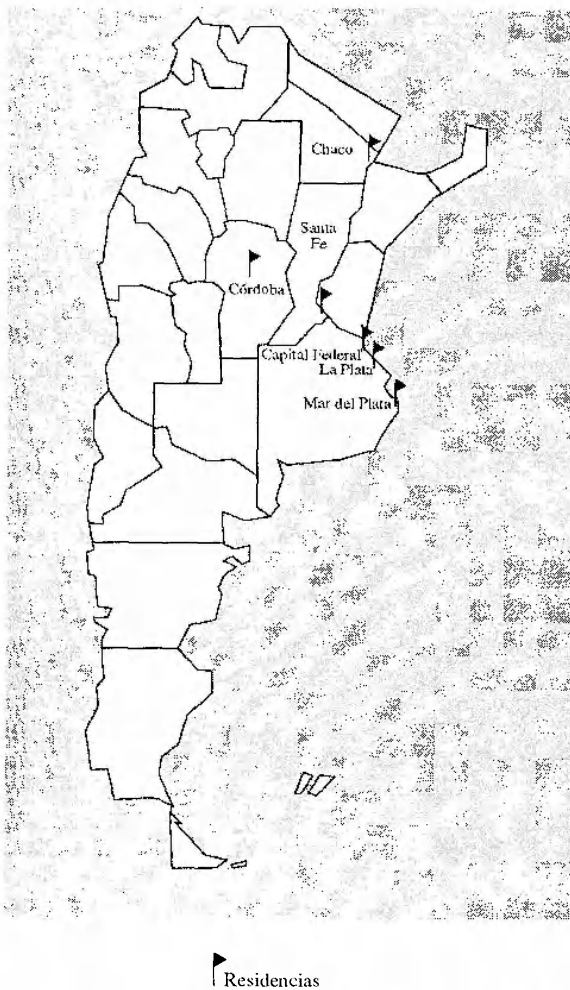 Chaco
Santa
Fe
Córdoba
Capital Federal
La Plata
Mar del Plata
Residencias